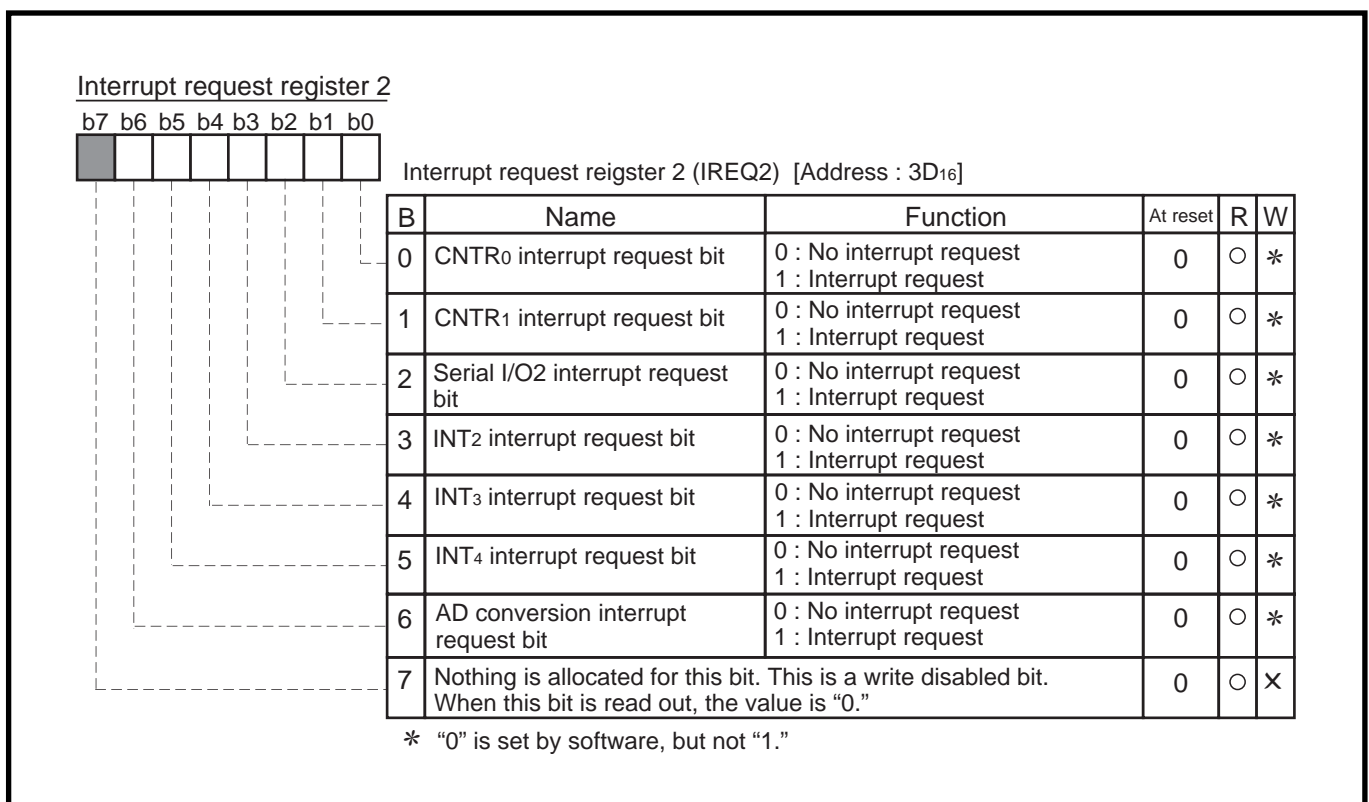 Interrupt request register 2
b7 b6 b5 b4 b3 b2 b1 b0
Interrupt request reigster 2 (IREQ2) [Address : 3D16]
B Name Function At reset R W
0 CNTR0 interrupt request bit 0 : No interrupt request 0 ○ *
1 : Interrupt request
1 CNTR1 interrupt request bit 0 : No interrupt request 0 ○ *
1 : Interrupt request
2 Serial I/O2 interrupt request 0 : No interrupt request 0 ○ *
bit 1 : Interrupt request
3 INT2 interrupt request bit 0 : No interrupt request 0 ○ *
1 : Interrupt request
4 INT3 interrupt request bit 0 : No interrupt request 0 ○ *
1 : Interrupt request
5 INT4 interrupt request bit 0 : No interrupt request 0 ○ *
1 : Interrupt request
6 AD conversion interrupt 0 : No interrupt request 0 ○ *
request bit 1 : Interrupt request
7 Nothing is allocated for this bit. This is a write disabled bit. 0 ○ ×
When this bit is read out, the value is “0.”
* “0” is set by software, but not “1.”